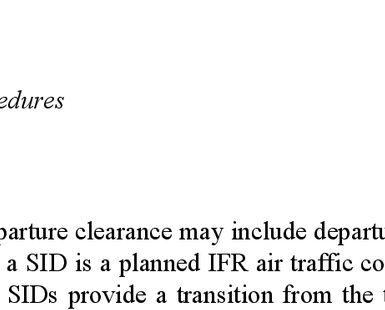 edures
parture clearance may include departu
a SID is a planned IFR air traffic co
SIDs provide a transition from the t